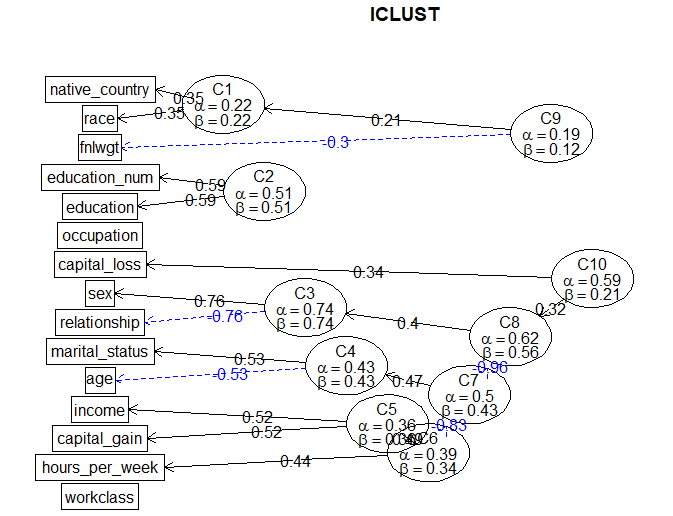 ICLUST
native_country
race
fnlwgt
education_num
education
occupation
capital_loss
sex
relationship
marital_status
age
income
capital_gain
hours_per_week
workclass
C1
α = 0.22
β = 0.22
C9
α = 0.19
β = 0.12
C2
α = 0.51
β = 0.51
C10
α = 0.59
β = 0.21
C3
α = 0.74
β = 0.74
C8
α = 0.62
β = 0.56
C4
α = 0.43
β = 0.43
C7
α = 0.5
β = 0.43
C5
α = 0.36
β =
C6
α = 0.39
β = 0.34
0.35
0.35
0.21
-0.3
0.59
0.59
0.34
0.76
-0.76
0.4
0.32
0.53
-0.53
0.47
-0.96
0.52
0.52
-0.83
0.44